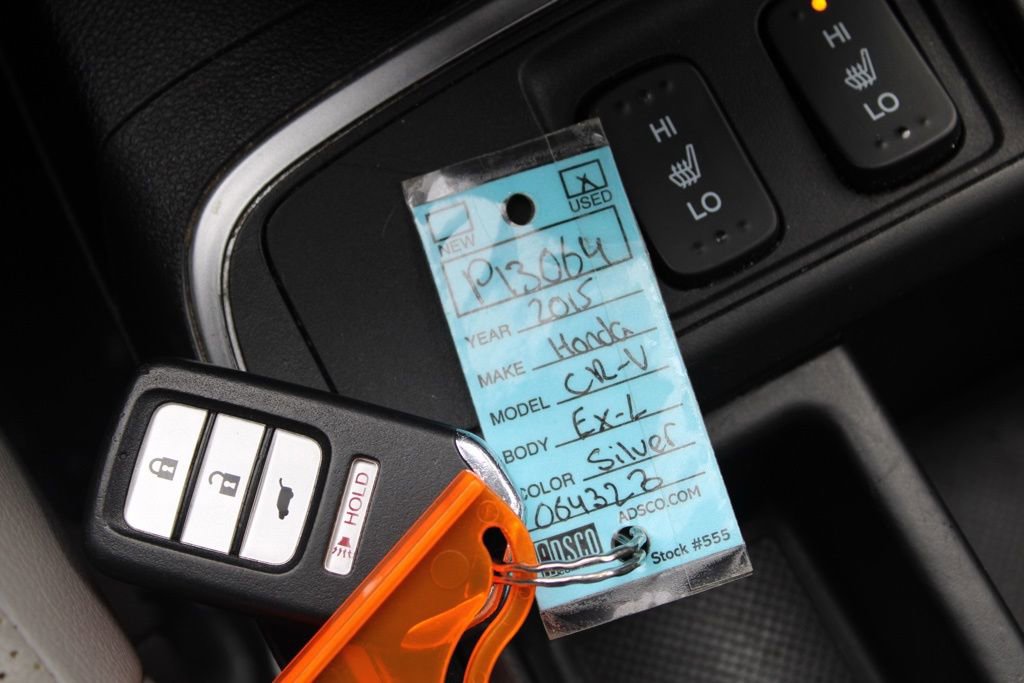 HI
LO
HI
LO
NEW
X
USED
P13064
YEAR 2015
MAKE Honda
MODEL CR-V
BODY EX-L
COLOR Silver
064323
ADSCO.COM
ADSCO
Stock #555
HOLD